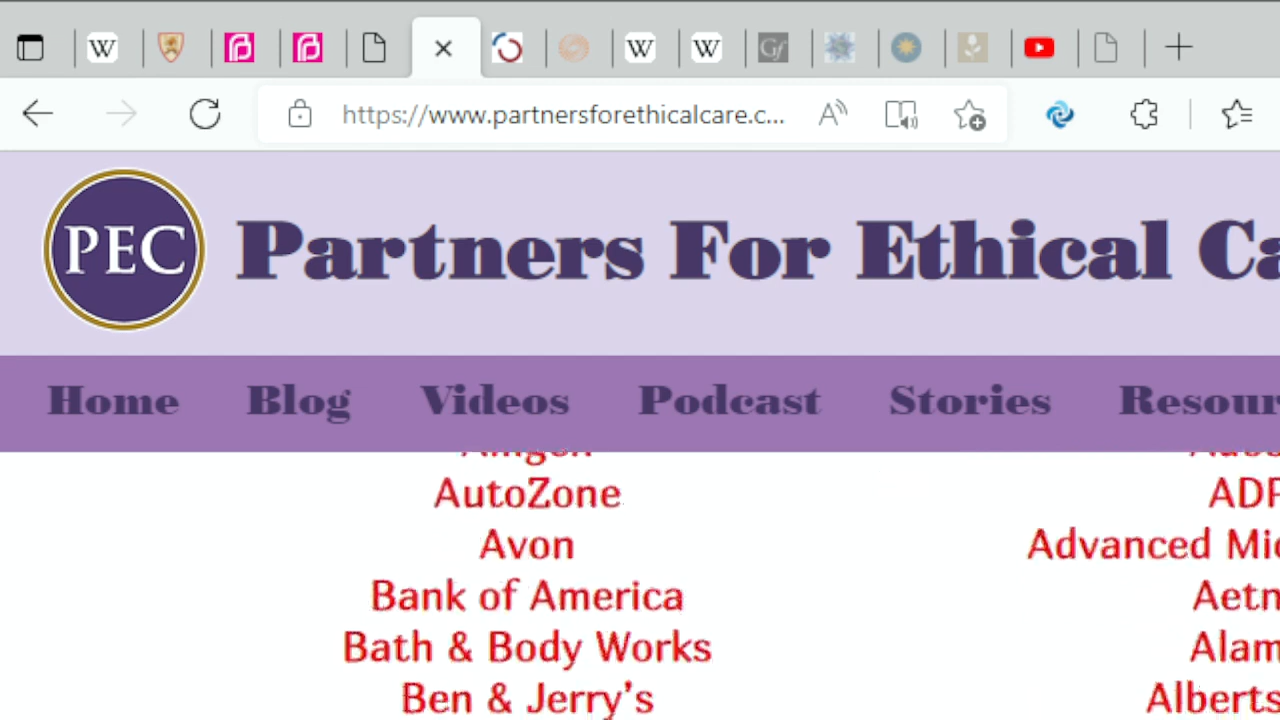 https://www.partnersforethicalcare.c...
PEC
Partners For Ethical Ca
Home Blog Videos Podcast Stories Resour
AutoZone ADP
Avon Advanced Mic
Bank of America Aetn
Bath & Body Works Alam
Ben & Jerry's Alberts